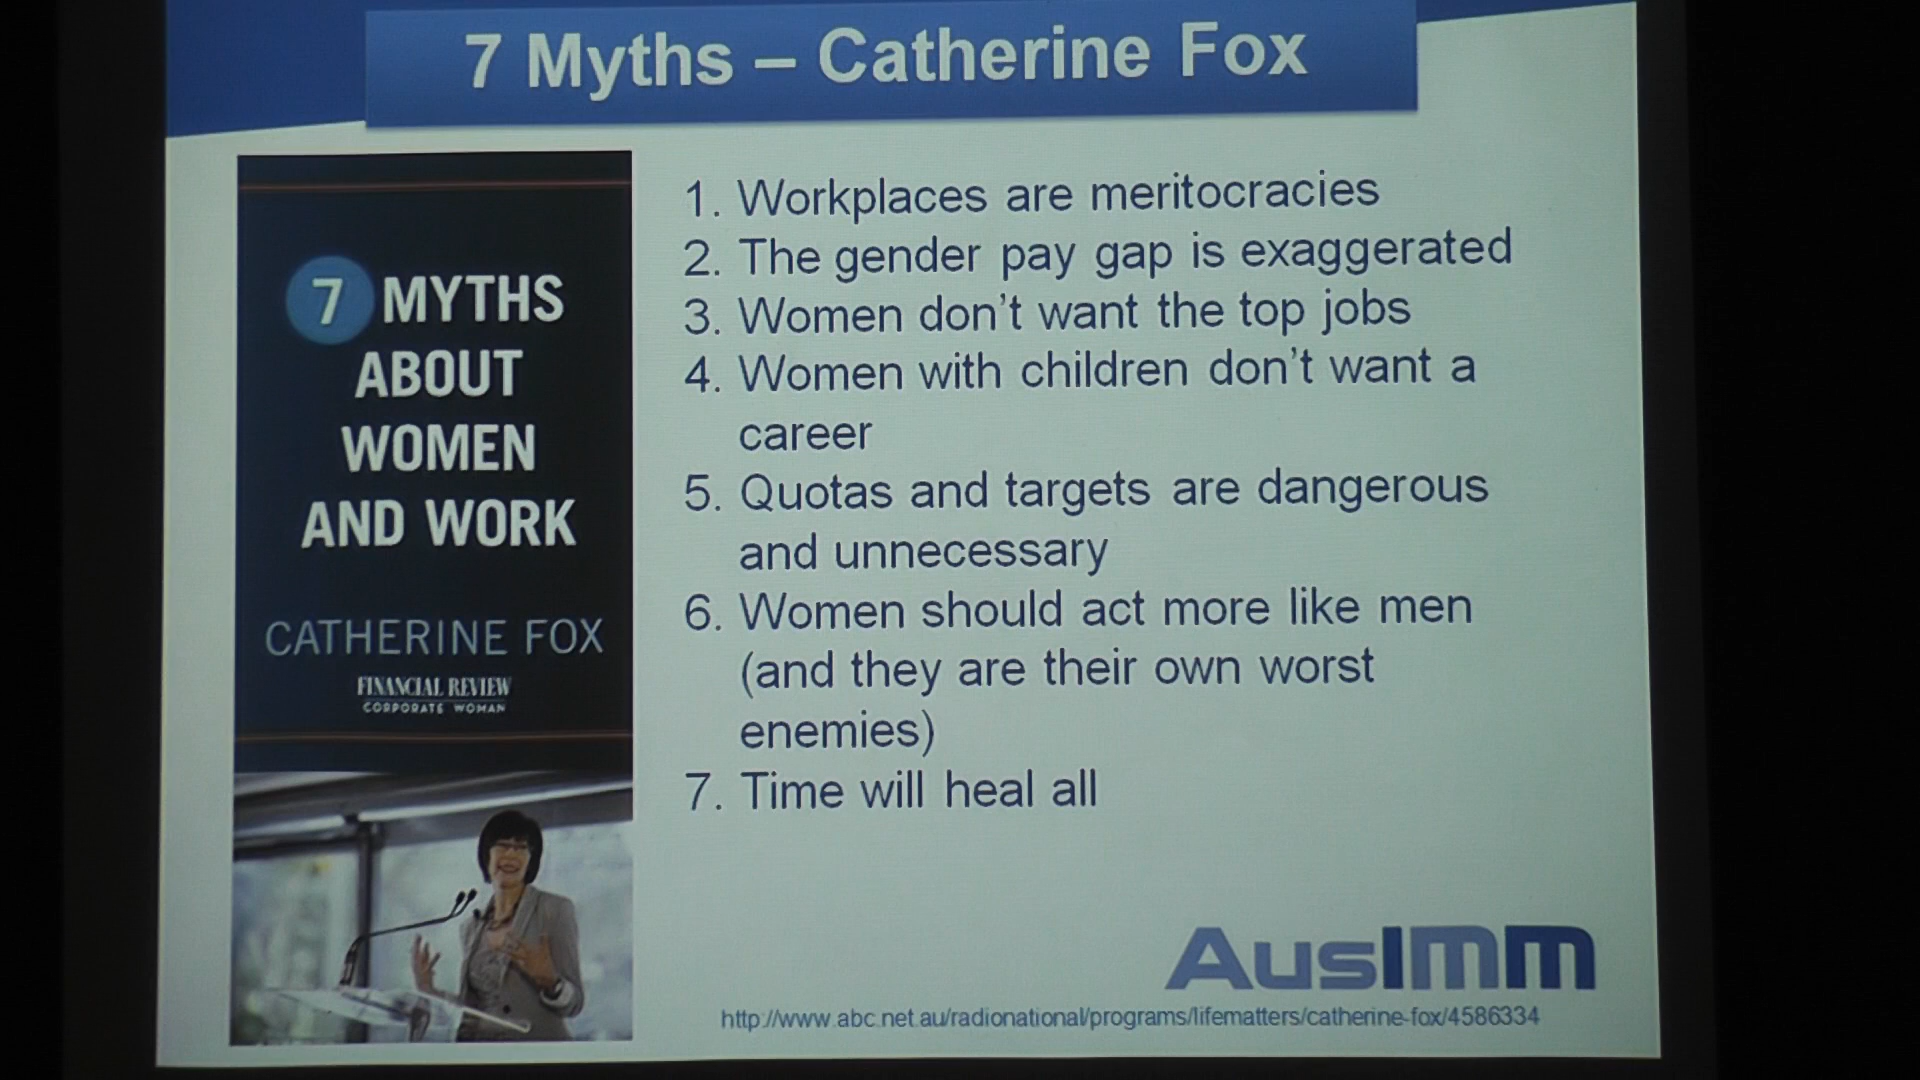 7 Myths – Catherine Fox
7 MYTHS
ABOUT
WOMEN
AND WORK
CATHERINE FOX
FINANCIAL REVIEW
CORPORATE WOMAN
1. Workplaces are meritocracies
2. The gender pay gap is exaggerated
3. Women don't want the top jobs
4. Women with children don't want a
career
5. Quotas and targets are dangerous
and unnecessary
6. Women should act more like men
(and they are their own worst
enemies)
7. Time will heal all
AusIMM
http://www.abc.net.au/radionational/programs/lifematters/catherine-fox/4586334